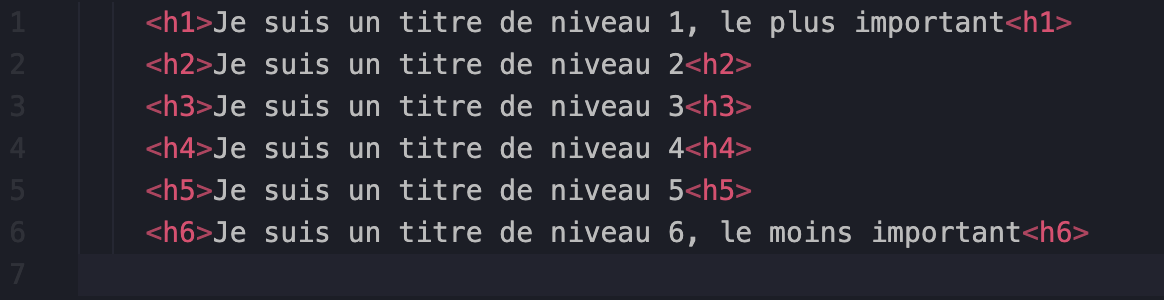 1 <h1>Je suis un titre de niveau 1, le plus important<h1>
2 <h2>Je suis un titre de niveau 2<h2>
3 <h3>Je suis un titre de niveau 3<h3>
4 <h4>Je suis un titre de niveau 4<h4>
5 <h5>Je suis un titre de niveau 5<h5>
6 <h6>Je suis un titre de niveau 6, le moins important<h6>
7